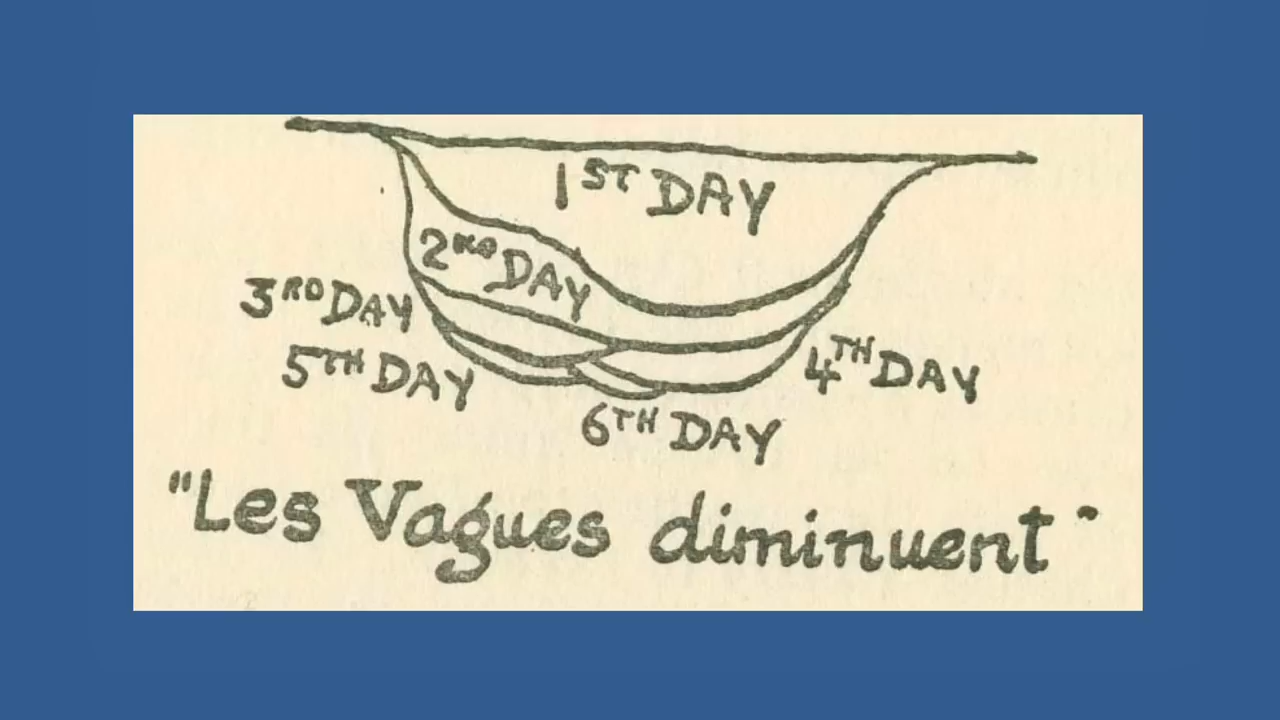 1ST DAY
2ND DAY
3RD DAY
4TH DAY
5TH DAY
6TH DAY
"Les Vagues diminuent"